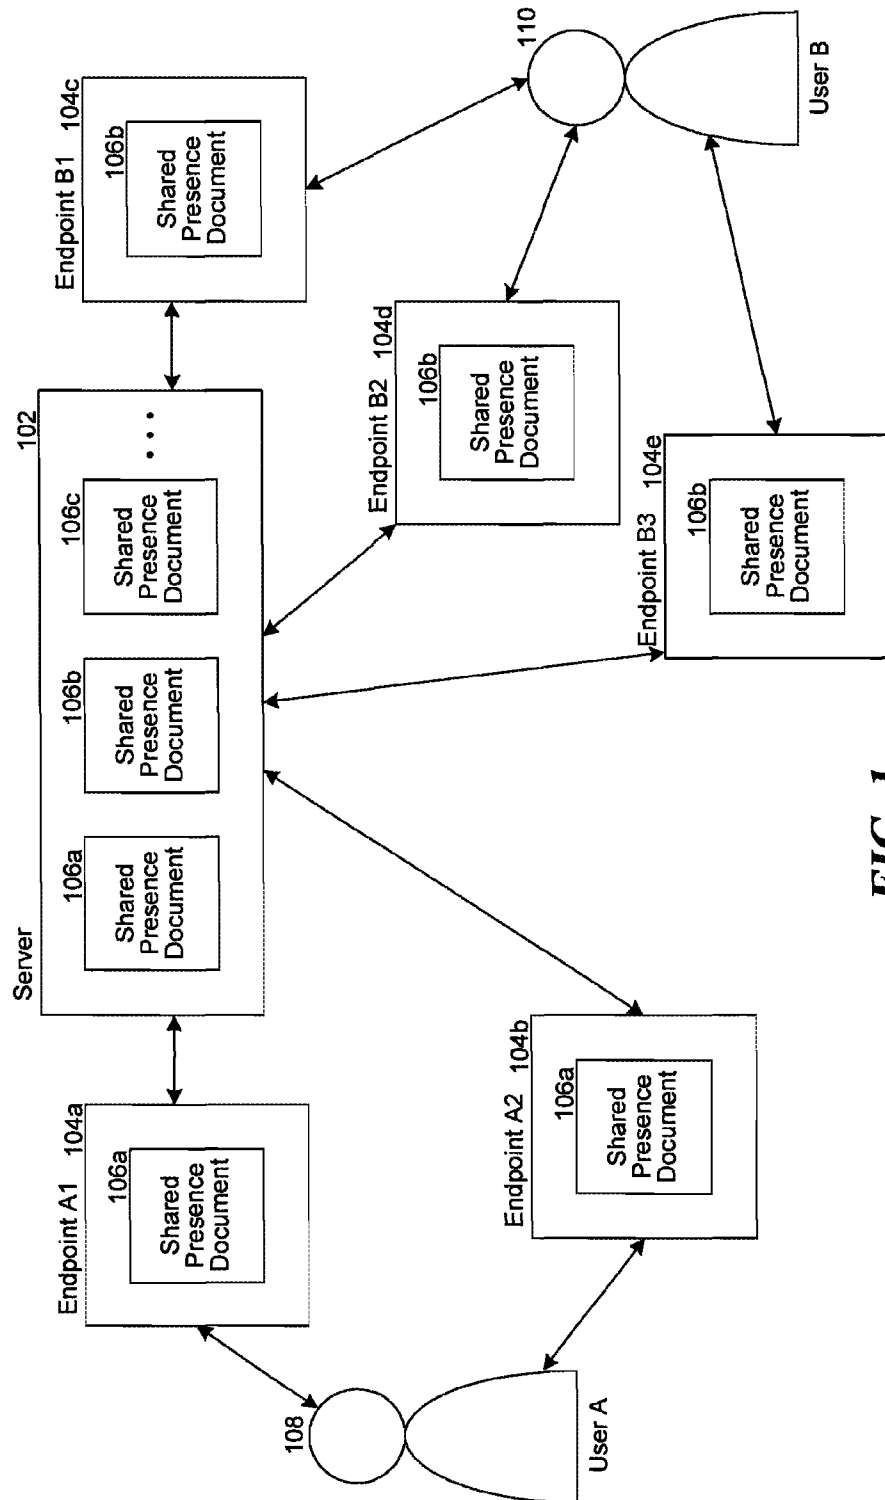 Server
102
106a
Shared
Presence
Document
106b
Shared
Presence
Document
106c
Shared
Presence
Document
• • •
Endpoint A1
104a
106a
Shared
Presence
Document
Endpoint B1
104c
106b
Shared
Presence
Document
Endpoint A2
104b
106a
Shared
Presence
Document
Endpoint B2
104d
106b
Shared
Presence
Document
Endpoint B3
104e
106b
Shared
Presence
Document
108
User A
110
User B
FIG. 1